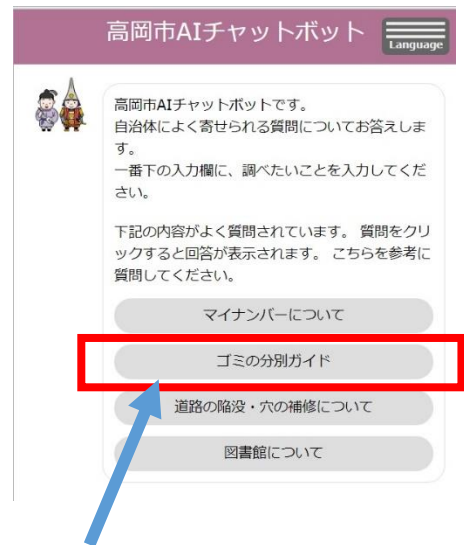 高岡市AIチャットボット
Language
高岡市AIチャットボットです。
自治体によく寄せられる質問についてお答えしま
す。
一番下の入力欄に、調べたいことを入力してくだ
さい。
下記の内容がよく質問されています。 質問をクリ
ックすると回答が表示されます。 こちらを参考に
質問してください。
マイナンバーについて
ゴミの分別ガイド
道路の陥没・穴の補修について
図書館について